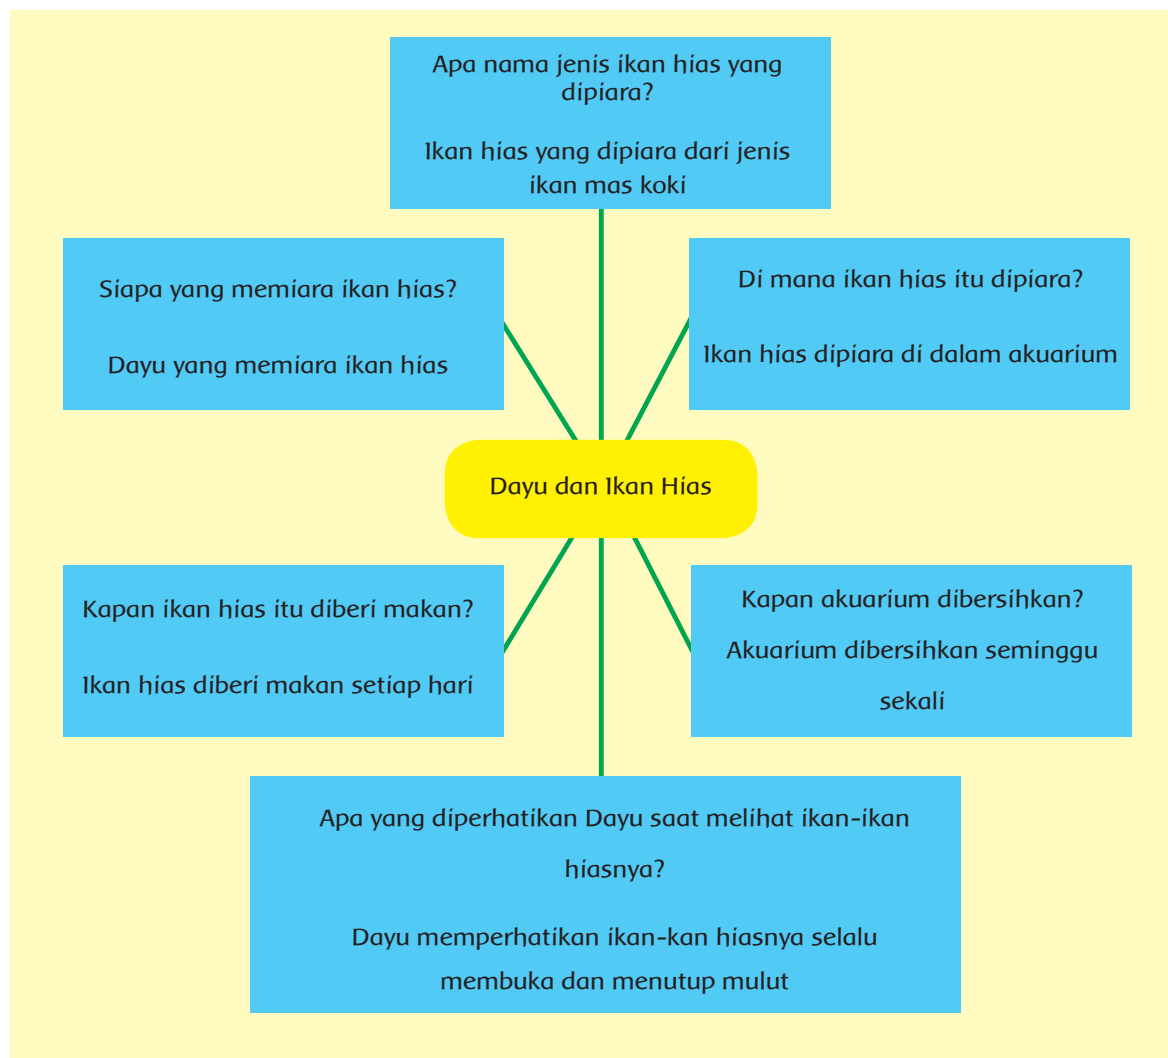 Apa nama jenis ikan hias yang
dipiara?
Ikan hias yang dipiara dari jenis
ikan mas koki
Siapa yang memiara ikan hias?
Dayu yang memiara ikan hias
Di mana ikan hias itu dipiara?
Ikan hias dipiara di dalam akuarium
Dayu dan Ikan Hias
Kapan ikan hias itu diberi makan?
Ikan hias diberi makan setiap hari
Kapan akuarium dibersihkan?
Akuarium dibersihkan seminggu
sekali
Apa yang diperhatikan Dayu saat melihat ikan-ikan
hiasnya?
Dayu memperhatikan ikan-kan hiasnya selalu
membuka dan menutup mulut